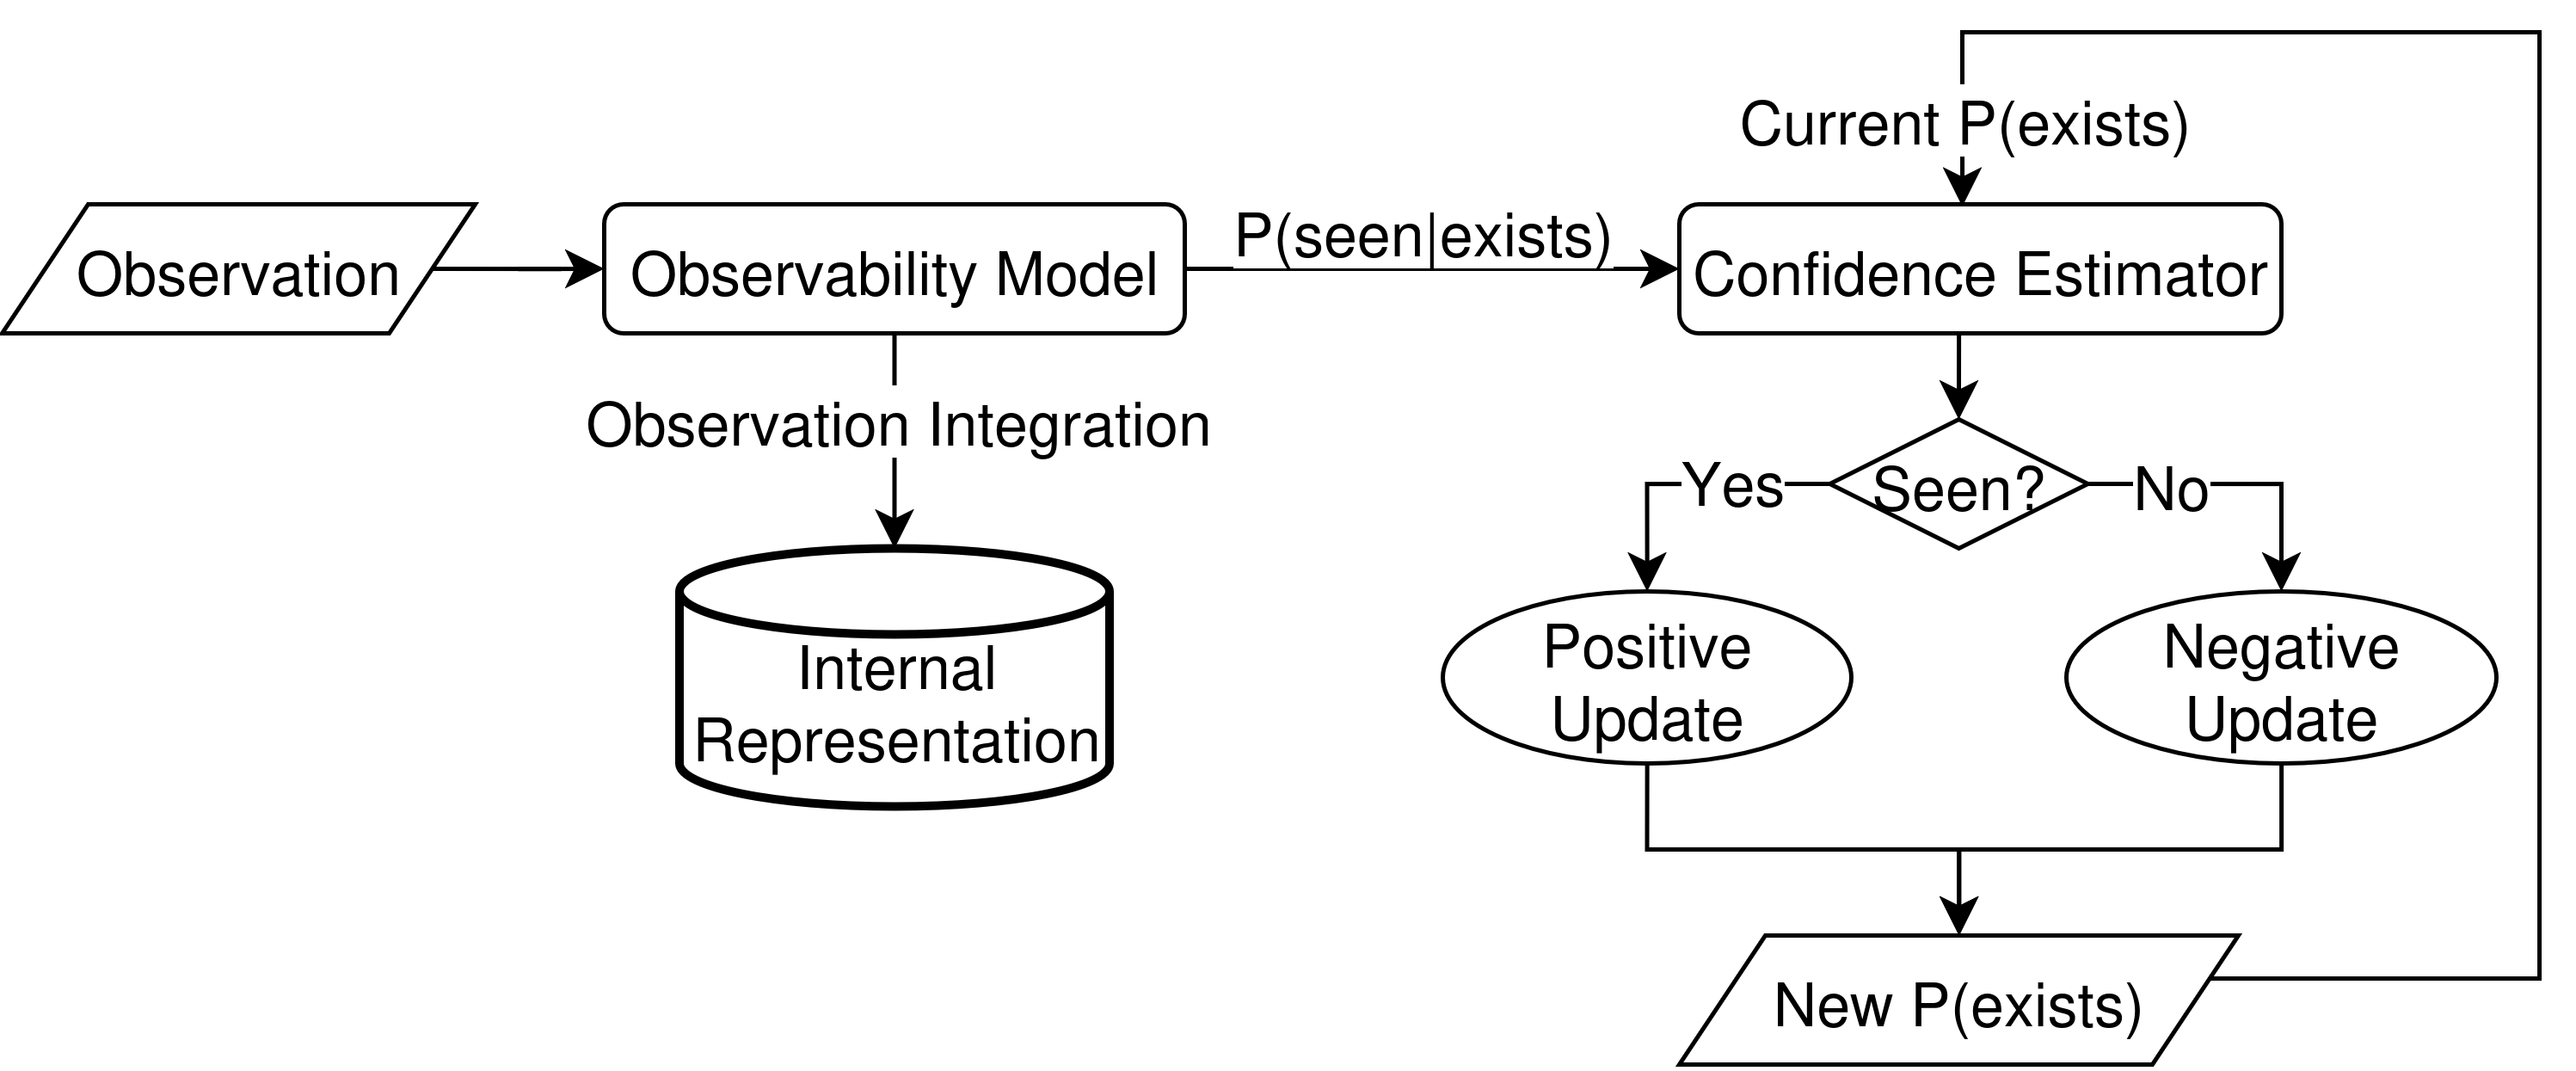 Current P(exists)
Observation
Observability Model
P(seen|exists)
Confidence Estimator
Observation Integration
Yes
Seen?
No
Internal
Representation
Positive
Update
Negative
Update
New P(exists)